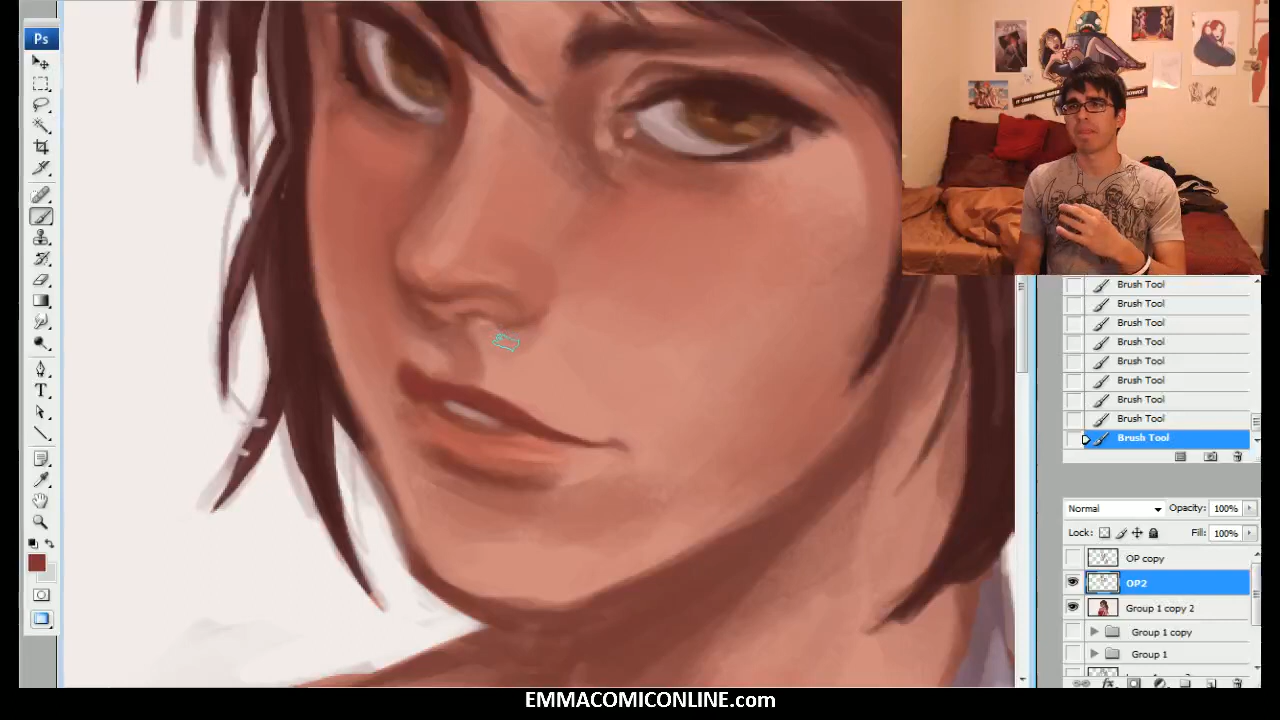 Ps
T
Brush Tool
Brush Tool
Brush Tool
Brush Tool
Brush Tool
Brush Tool
Brush Tool
Brush Tool
Brush Tool
Normal
Opacity: 100%
Lock:
Fill: 100%
OP copy
OP2
Group 1 copy 2
Group 1 copy
Group 1
EMMACOMICONLINE.com